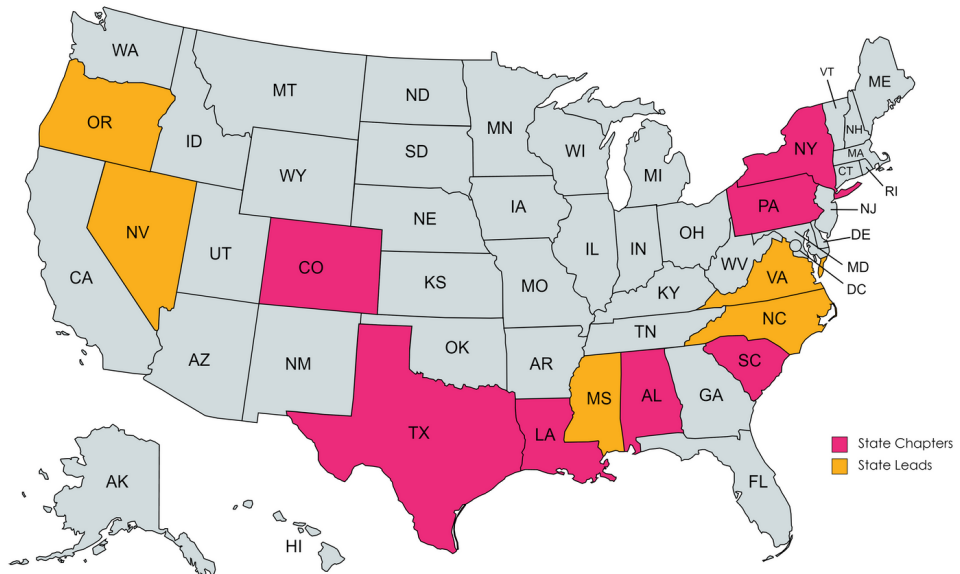 WA
MT
ND
MN
VT
ME
OR
ID
SD
WI
MI
NH
NY
MA
CT
RI
WY
NE
IA
PA
NJ
NV
UT
CO
IL
IN
OH
DE
CA
KS
MO
WV
VA
MD
DC
KY
NC
AZ
NM
OK
AR
TN
SC
MS
AL
GA
TX
LA
State Chapters
State Leads
AK
FL
HI